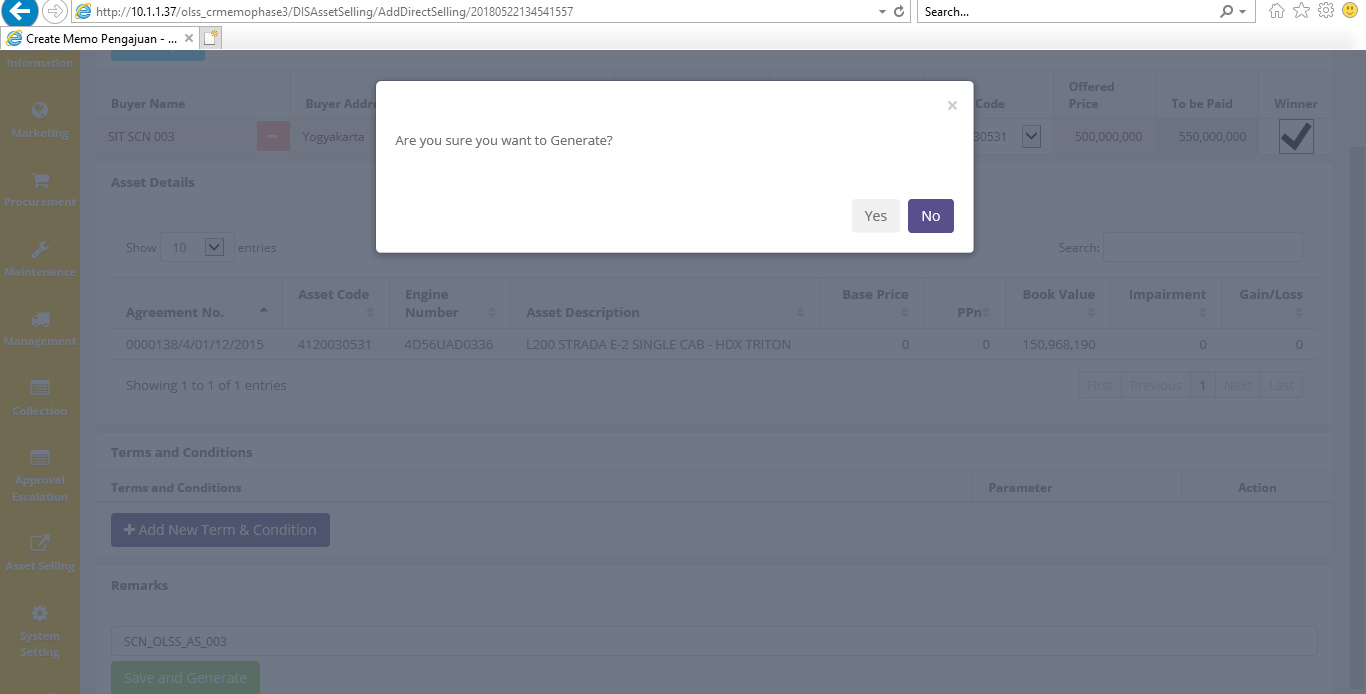 http://10.1.1.37/olss_crmemophase3/DISAssetSelling/AddDirectSelling/20180522134541557
Search...
Create Memo Pengajuan - ...
Information
Marketing
Procurement
Maintenance
Management
Collection
Approval
Escalation
Asset Selling
System
Setting
×
Are you sure you want to Generate?
Yes No
Buyer Name Buyer Addre Code Offered
Price To be Paid Winner
SIT SCN 003 Yogyakarta 30531 500,000,000 550,000,000
Asset Details
Show 10 entries Search:
Agreement No. Asset Code Engine
Number Asset Description Base Price PPn Book Value Impairment Gain/Loss
0000138/4/01/12/2015 4120030531 4D56UAD0336 L200 STRADA E-2 SINGLE CAB - HDX TRITON 0 0 150,968,190 0 0
Showing 1 to 1 of 1 entries First Previous 1 Next Last
Terms and Conditions
Terms and Conditions Parameter Action
+ Add New Term & Condition
Remarks
SCN_OLSS_AS_003
Save and Generate